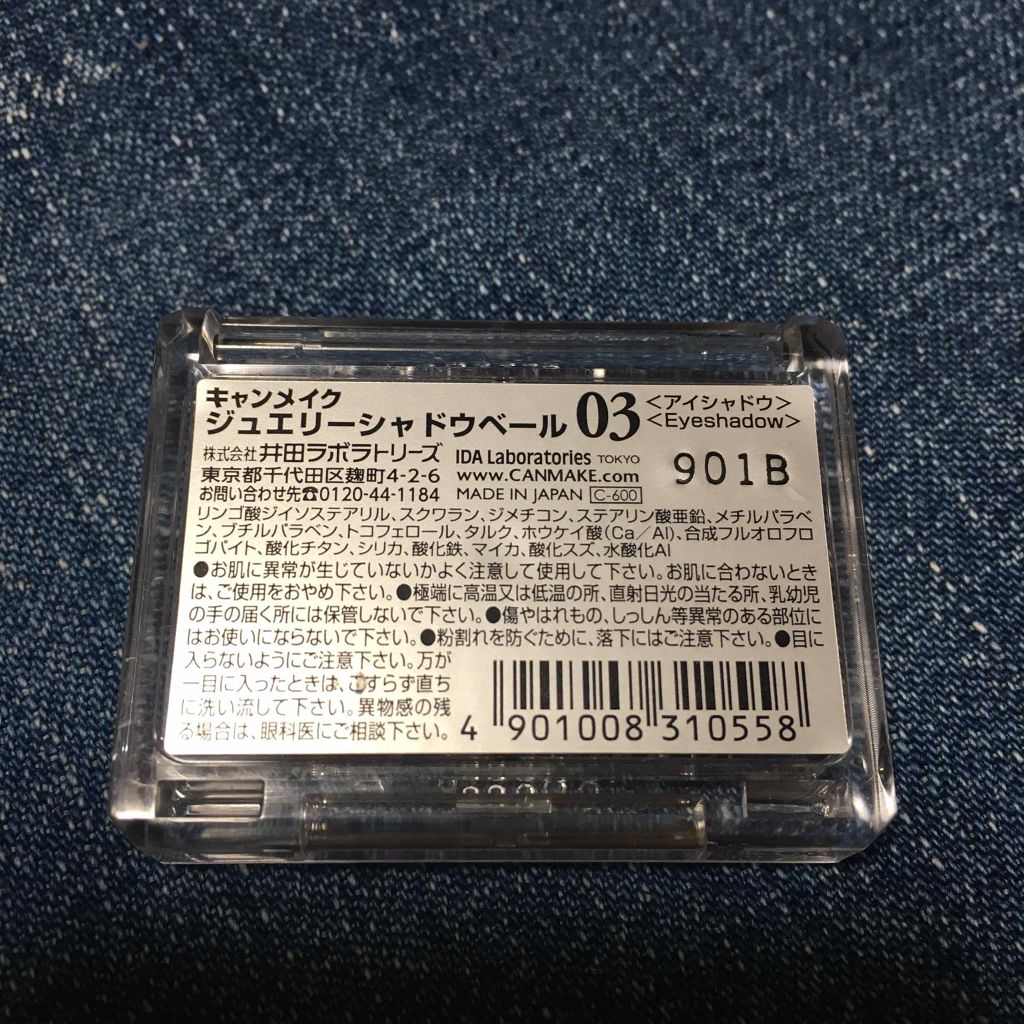 キャンメイク
ジュエリーシャドウベール 03 <アイシャドウ>
<Eyeshadow>
株式会社 井田ラボラトリーズ IDA Laboratories TOKYO
901B
東京都千代田区麹町4-2-6 www.CANMAKE.com
お問い合わせ先☎0120-44-1184 MADE IN JAPAN C-600
リンゴ酸ジイソステアリル、スクワラン、ジメチコン、ステアリン酸亜鉛、メチルパラベ
ン、ブチルパラベン、トコフェロール、タルク、ホウケイ酸(Ca/Al)、合成フルオロフロ
ゴパイト、酸化チタン、シリカ、酸化鉄、マイカ、酸化スズ、水酸化Al
●お肌に異常が生じていないかよく注意して使用して下さい。お肌に合わないとき
は、ご使用をおやめ下さい。●極端に高温又は低温の所、直射日光の当たる所、乳幼児
の手の届く所には保管しないで下さい。●傷やはれもの、しっしん等異常のある部位に
はお使いにならないで下さい。●粉割れを防ぐために、落下にはご注意下さい。●目に
入らないようにご注意下さい。万が
一目に入ったときは、こすらず直ち
に洗い流して下さい。異物感の残
る場合は、眼科医にご相談下さい。
4 901008 310558